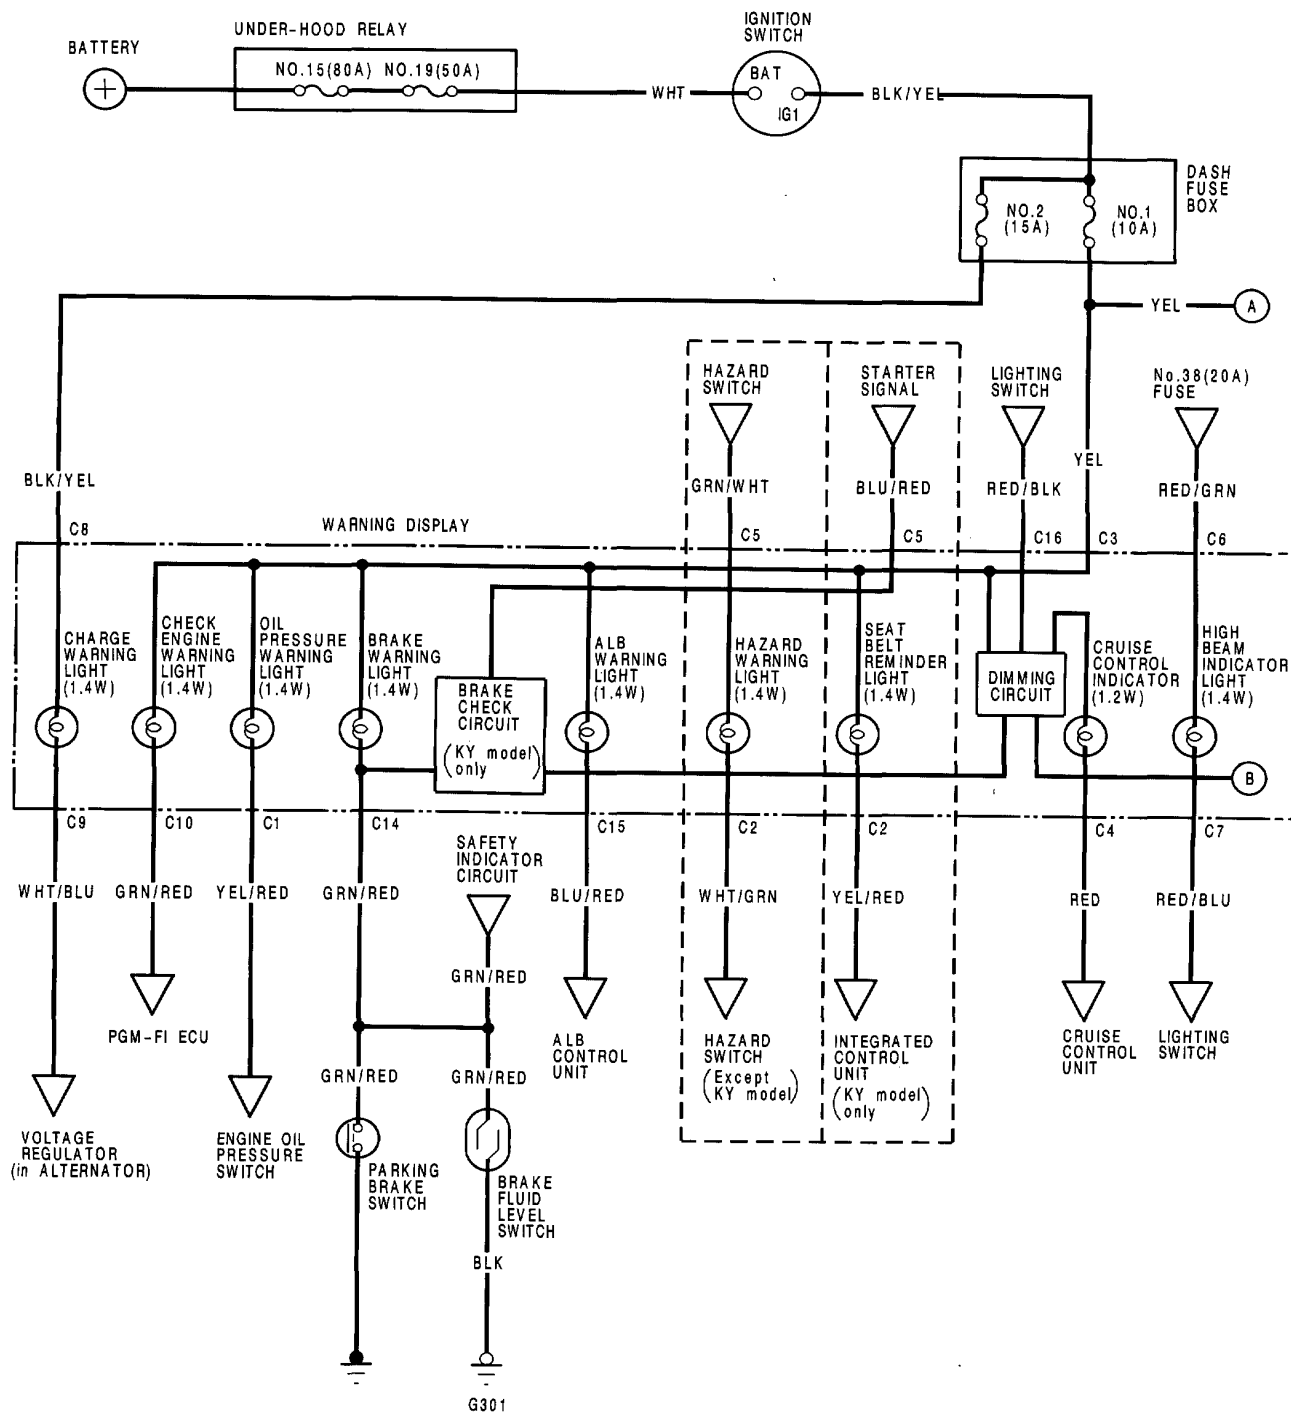 BATTERY
UNDER-HOOD RELAY
NO.15(80A) NO.19(50A)
WHT
IGNITION
SWITCH
BAT
IG1
BLK/YEL
DASH
FUSE
BOX
NO.2
(15A)
NO.1
(10A)
YEL
A
HAZARD
SWITCH
STARTER
SIGNAL
LIGHTING
SWITCH
No.38(20A)
FUSE
BLK/YEL
GRN/WHT
BLU/RED
RED/BLK
YEL
RED/GRN
C8
WARNING DISPLAY
C5
C5
C16
C3
C6
CHARGE
WARNING
LIGHT
(1.4W)
CHECK
ENGINE
WARNING
LIGHT
(1.4W)
OIL
PRESSURE
WARNING
LIGHT
(1.4W)
BRAKE
WARNING
LIGHT
(1.4W)
BRAKE
CHECK
CIRCUIT
(KY model)
only
ALB
WARNING
LIGHT
(1.4W)
HAZARD
WARNING
LIGHT
(1.4W)
SEAT
BELT
REMINDER
LIGHT
(1.4W)
DIMMING
CIRCUIT
CRUISE
CONTROL
INDICATOR
(1.2W)
HIGH
BEAM
INDICATOR
LIGHT
(1.4W)
B
C9
C10
C1
C14
C15
C2
C2
C4
C7
SAFETY
INDICATOR
CIRCUIT
WHT/BLU
GRN/RED
YEL/RED
GRN/RED
BLU/RED
WHT/GRN
YEL/RED
RED
RED/BLU
GRN/RED
PGM-FI ECU
ALB
CONTROL
UNIT
HAZARD
SWITCH
(Except
KY model)
INTEGRATED
CONTROL
UNIT
(KY model)
only
CRUISE
CONTROL
UNIT
LIGHTING
SWITCH
GRN/RED
GRN/RED
VOLTAGE
REGULATOR
(in ALTERNATOR)
ENGINE OIL
PRESSURE
SWITCH
PARKING
BRAKE
SWITCH
BRAKE
FLUID
LEVEL
SWITCH
BLK
G301